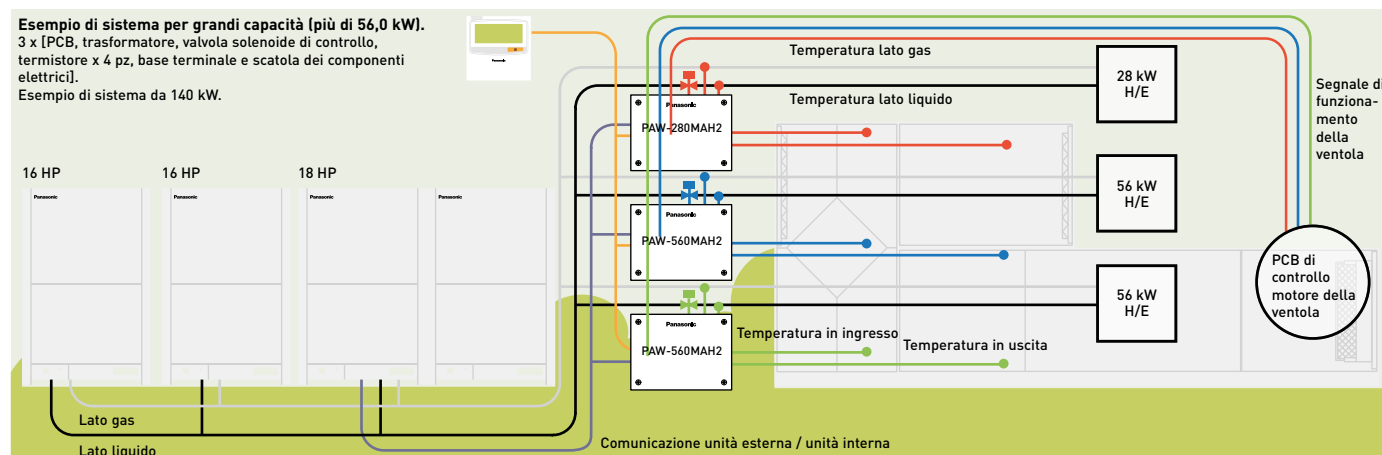 Esempio di sistema per grandi capacità (più di 56,0 kW).
3 x [PCB, trasformatore, valvola solenoide di controllo,
termistore x 4 pz, base terminale e scatola dei componenti
elettrici].
Esempio di sistema da 140 kW.
Panasonic
Temperatura lato gas
Temperatura lato liquido
28 kW
H/E
Segnale di
funziona-
mento
della
ventola
Panasonic
PAW-280MAH2
16 HP
16 HP
18 HP
Panasonic
Panasonic
Panasonic
Panasonic
56 kW
H/E
Panasonic
PAW-560MAH2
PCB di
controllo
motore della
ventola
56 kW
H/E
Panasonic
PAW-560MAH2
Temperatura in ingresso
Temperatura in uscita
Lato gas
Lato liquido
Comunicazione unità esterna / unità interna